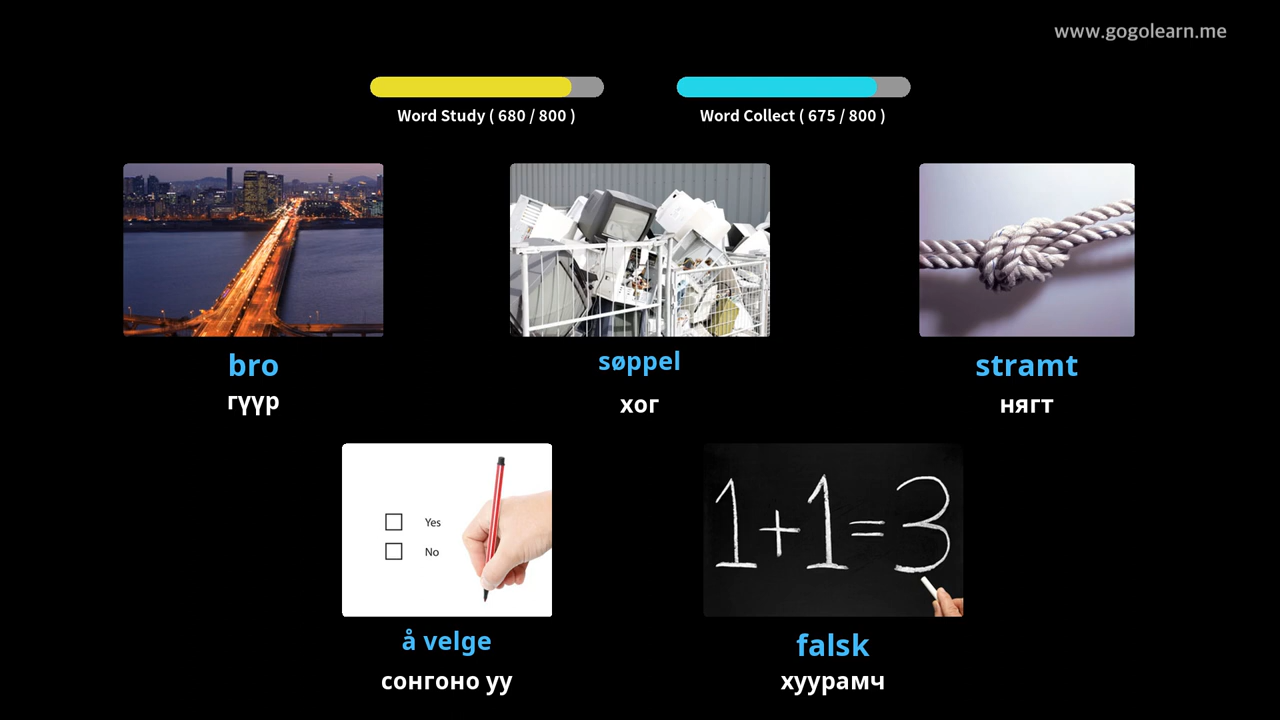 www.gogolearn.me
Word Study ( 680 / 800 )
Word Collect ( 675 / 800 )
bro
гүүр
søppel
хог
stramt
нягт
Yes
No
1+1=3
å velge
сонгоно уу
falsk
хуурамч